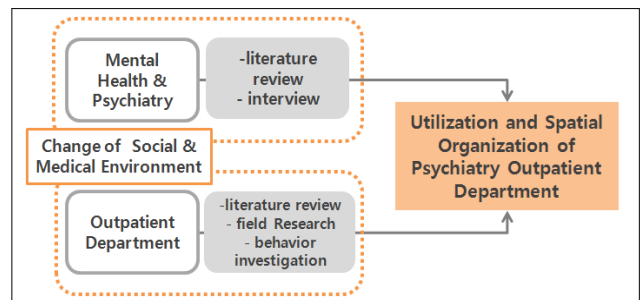 Mental
Health &
Psychiatry
-literature
review
- interview
Change of Social &
Medical Environment
Outpatient
Department
-literature review
- field Research
- behavior
investigation
Utilization and Spatial
Organization of
Psychiatry Outpatient
Department